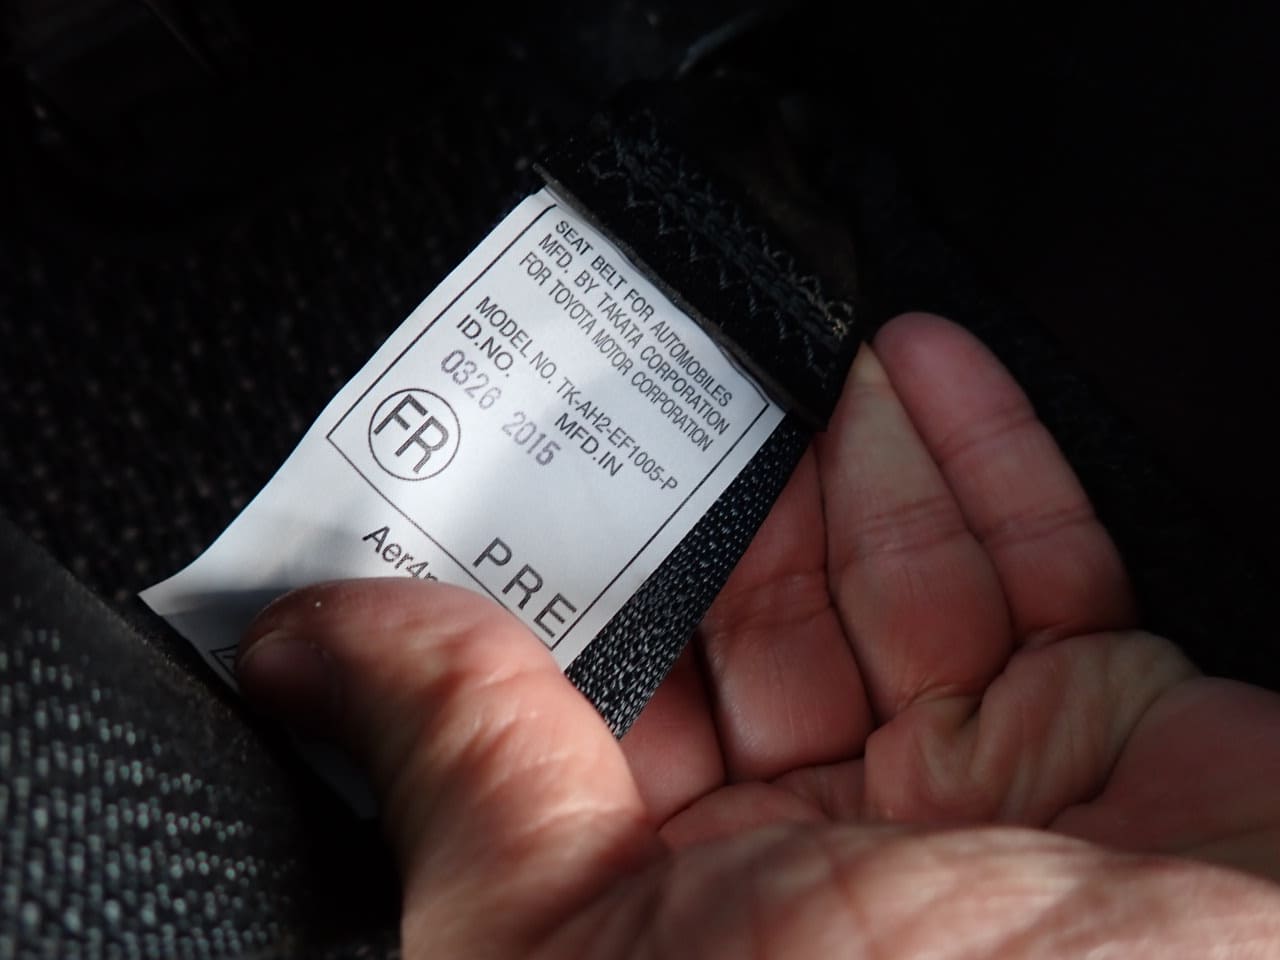 SEAT BELT FOR AUTOMOBILES
MFD. BY TAKATA CORPORATION
FOR TOYOTA MOTOR CORPORATION
MODEL NO. TK-AH2-EF1005-P
ID.NO. MFD.IN
0326 2015
FR
PRE